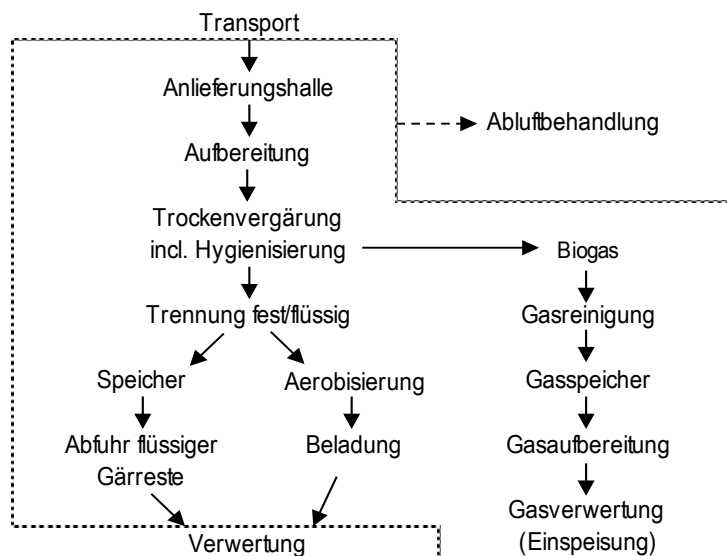 Transport
Anlieferungshalle
Abluftbehandlung
Aufbereitung
Trockenvergärung
incl. Hygienisierung
Biogas
Trennung fest/flüssig
Gasreinigung
Speicher
Aerobisierung
Gasspeicher
Abfuhr flüssiger
Gärreste
Beladung
Gasaufbereitung
Gasverwertung
(Einspeisung)
Verwertung